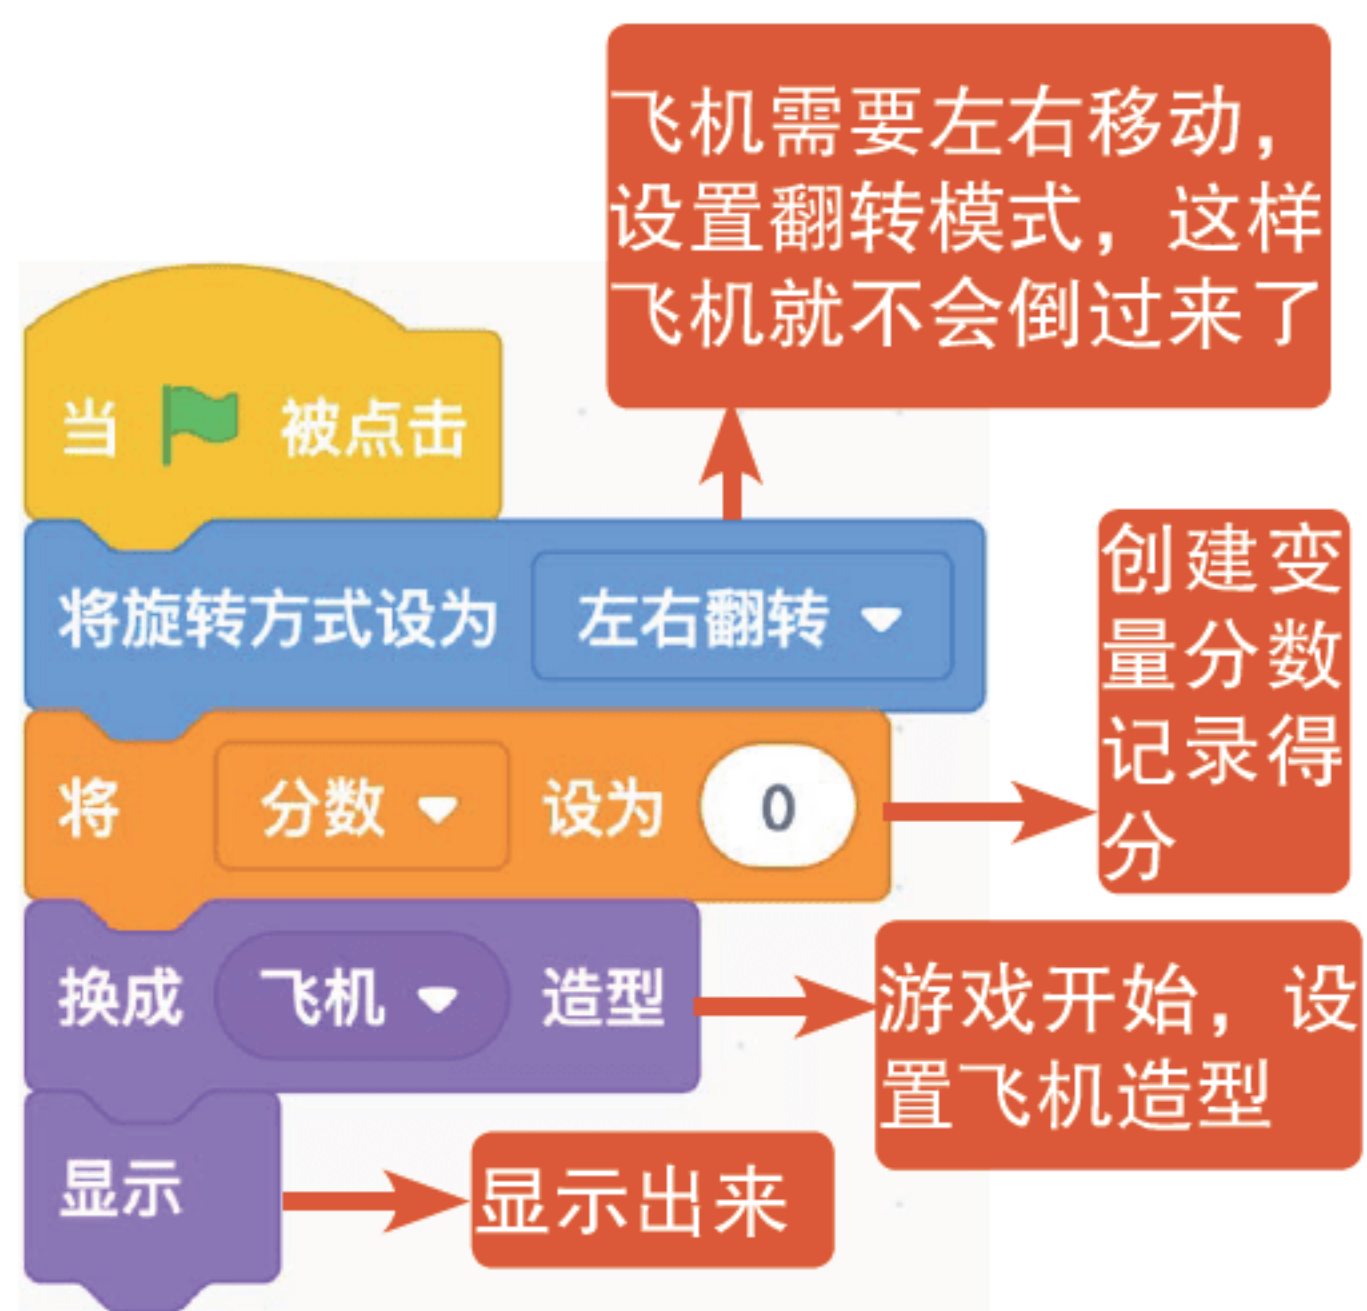 飞机需要左右移动，
设置翻转模式，这样
飞机就不会倒过来了
当 被点击
将旋转方式设为 左右翻转
创建变
量分数
记录得
分
将 分数 设为 0
换成 飞机 造型
游戏开始，设
置飞机造型
显示
显示出来